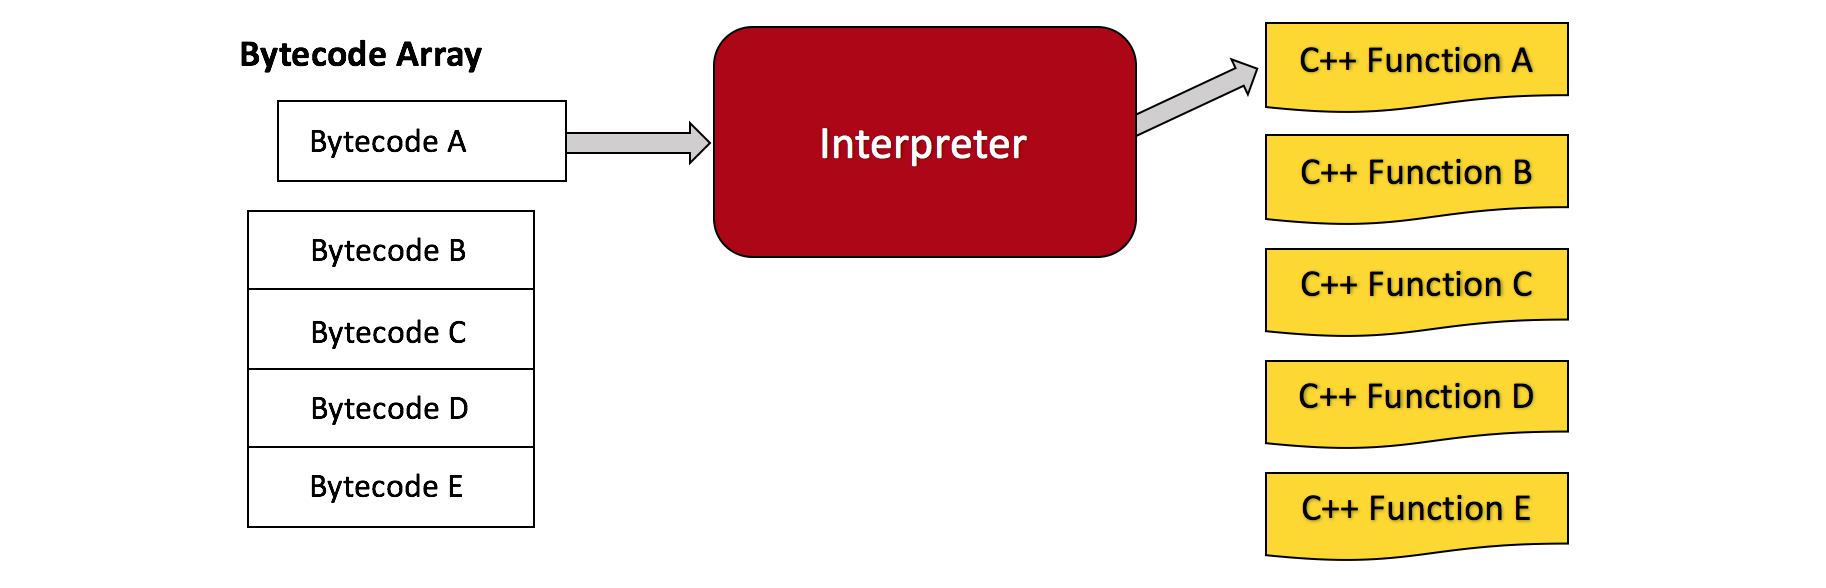 Bytecode Array
Bytecode A
Bytecode B
Bytecode C
Bytecode D
Bytecode E
Interpreter
C++ Function A
C++ Function B
C++ Function C
C++ Function D
C++ Function E